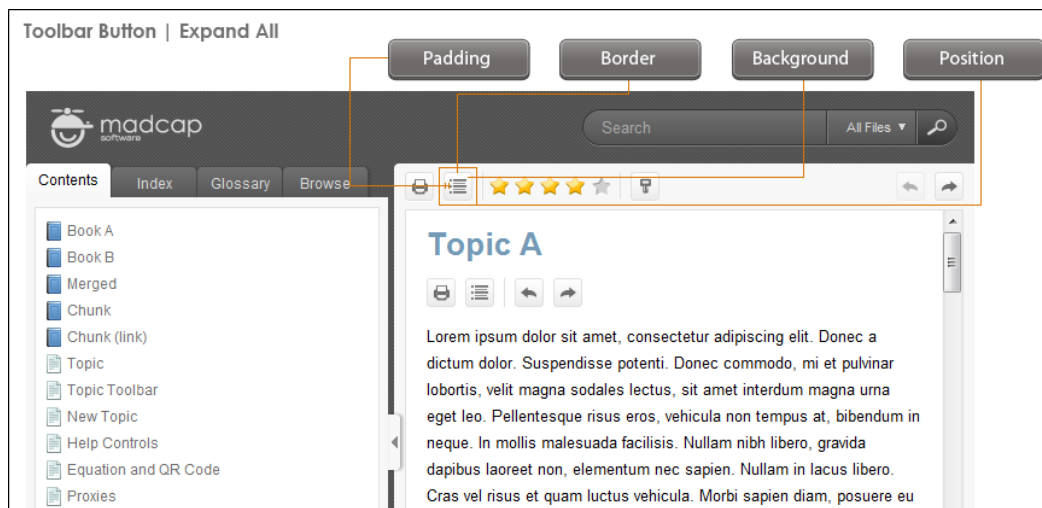 Toolbar Button | Expand All
Padding
Border
Background
Position
madcap
software
Search
All Files
Contents
Index
Glossary
Browse
Book A
Book B
Merged
Chunk
Chunk (link)
Topic
Topic Toolbar
New Topic
Help Controls
Equation and QR Code
Proxies
Topic A
Lorem ipsum dolor sit amet, consectetur adipiscing elit. Donec a
dictum dolor. Suspendisse potenti. Donec commodo, mi et pulvinar
lobortis, velit magna sodales lectus, sit amet interdum magna urna
eget leo. Pellentesque risus eros, vehicula non tempus at, bibendum in
neque. In mollis malesuada facilisis. Nullam nibh libero, gravida
dapibus laoreet non, elementum nec sapien. Nullam in lacus libero.
Cras vel risus et quam luctus vehicula. Morbi sapien diam, posuere eu